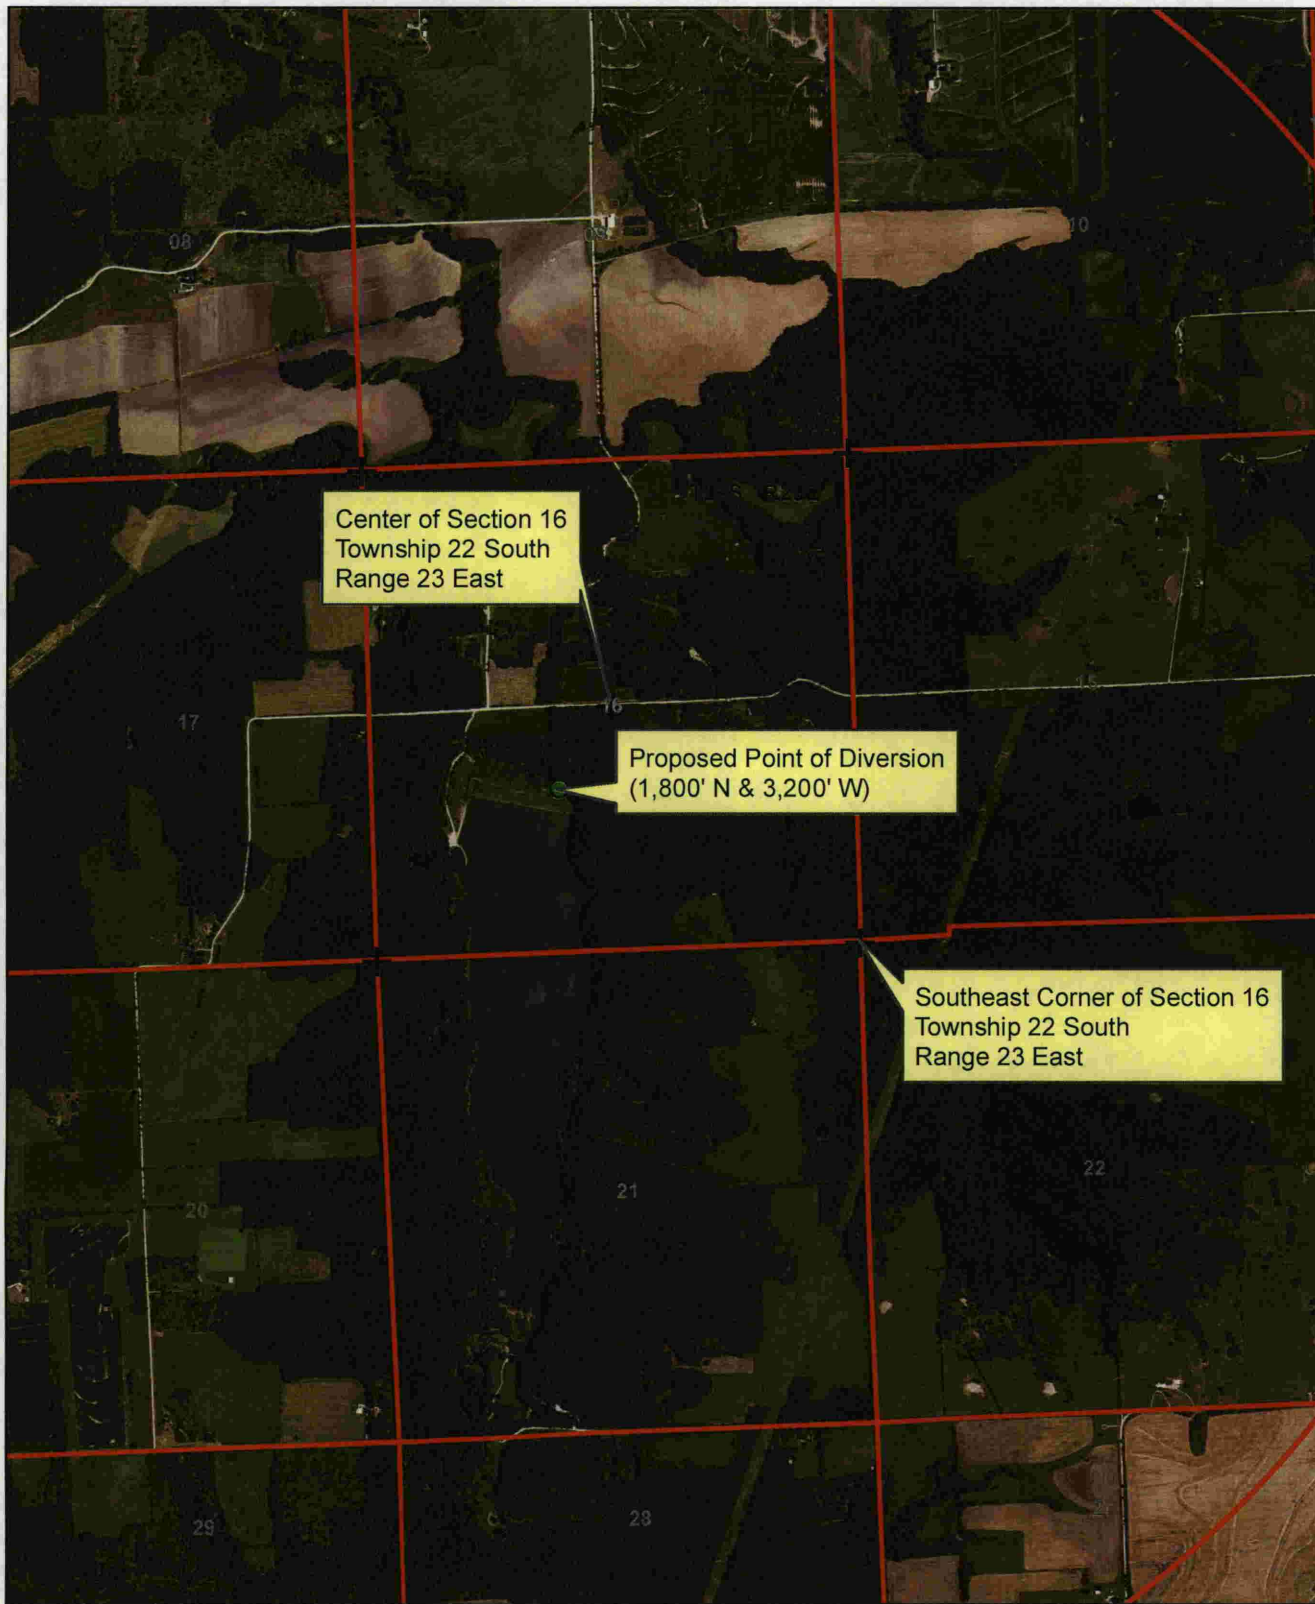 08
09
10
Center of Section 16
Township 22 South
Range 23 East
17
16
15
Proposed Point of Diversion
(1,800' N & 3,200' W)
Southeast Corner of Section 16
Township 22 South
Range 23 East
20
21
22
29
28
27